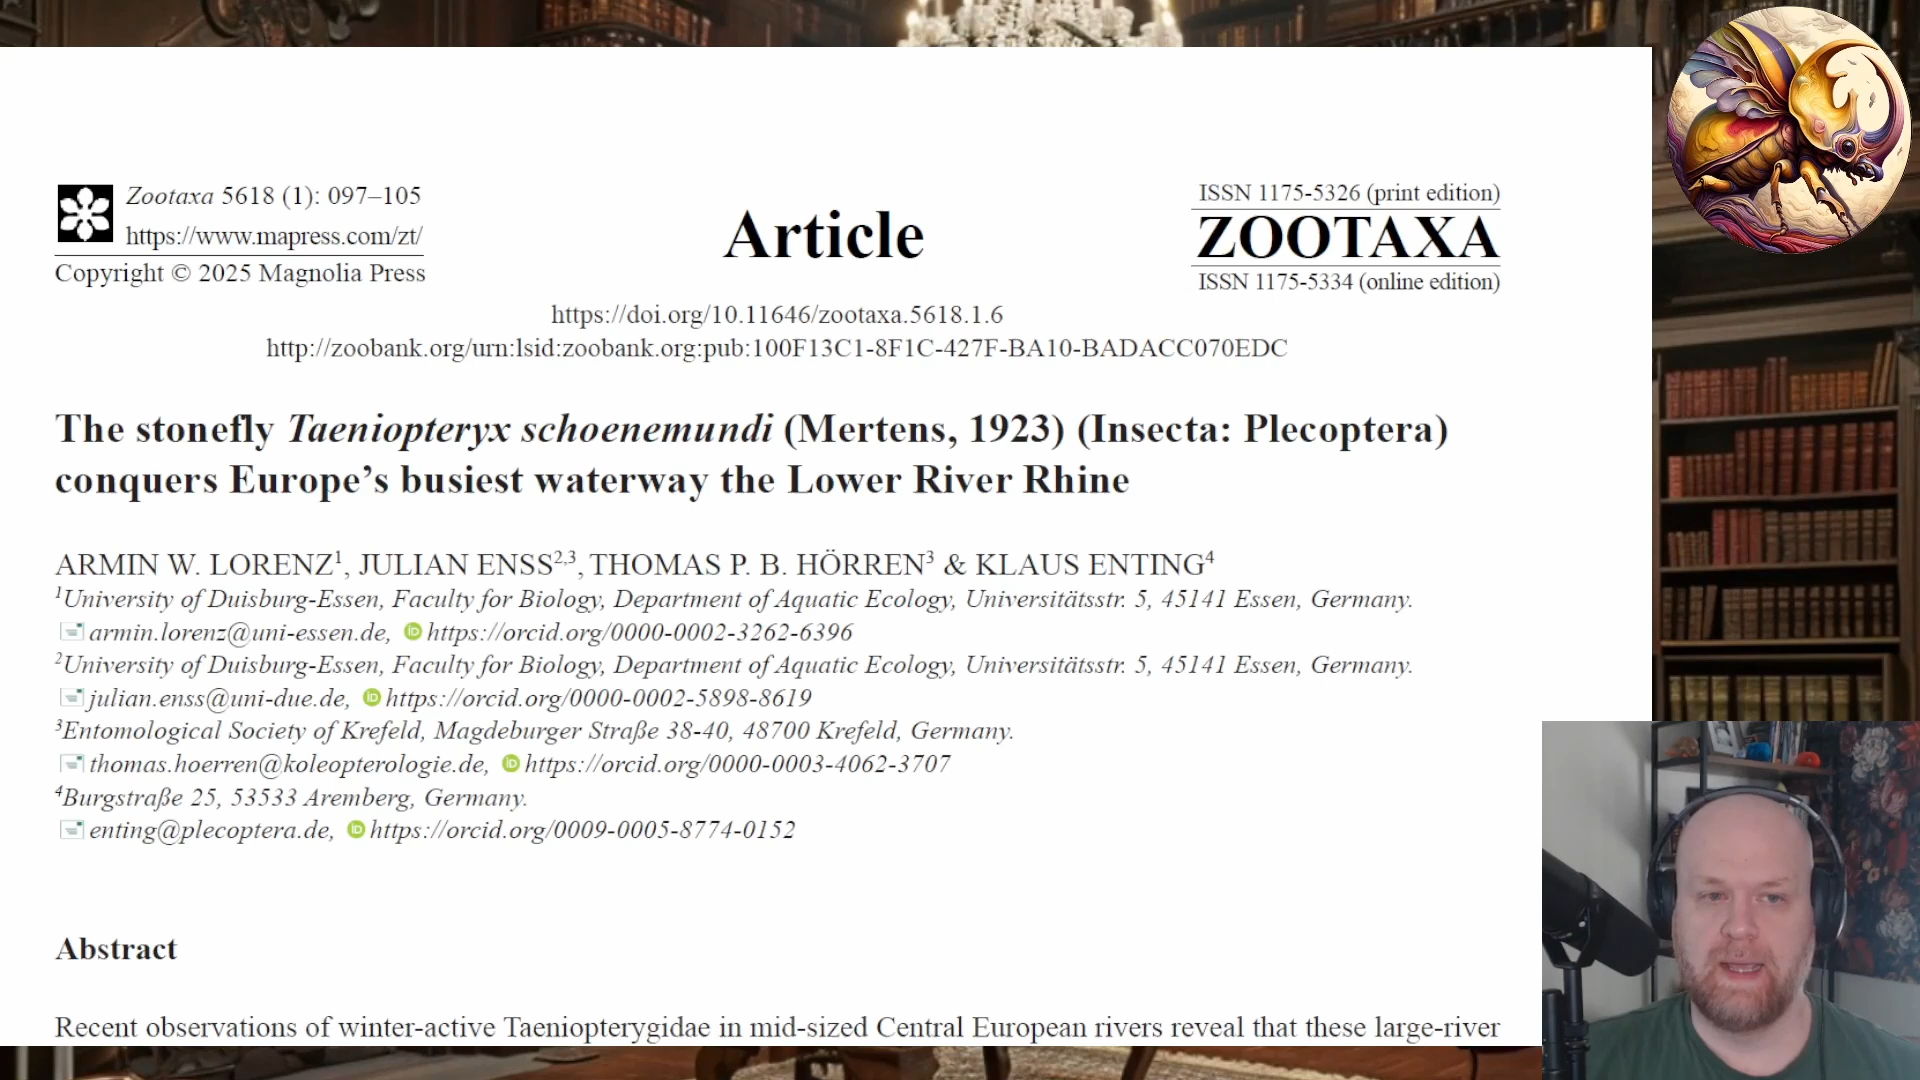 Zootaxa 5618 (1): 097–105
https://www.mapress.com/zt/
Copyright © 2025 Magnolia Press
Article
ISSN 1175-5326 (print edition)
ZOOTAXA
ISSN 1175-5334 (online edition)
https://doi.org/10.11646/zootaxa.5618.1.6
http://zoobank.org/urn:lsid:zoobank.org:pub:100F13C1-8F1C-427F-BA10-BADACC070EDC
The stonefly Taeniopteryx schoenemundi (Mertens, 1923) (Insecta: Plecoptera)
conquers Europe’s busiest waterway the Lower River Rhine
ARMIN W. LORENZ1, JULIAN ENSS2,3, THOMAS P. B. HÖRREN3 & KLAUS ENTING4
1University of Duisburg-Essen, Faculty for Biology, Department of Aquatic Ecology, Universitätsstr. 5, 45141 Essen, Germany.
armin.lorenz@uni-essen.de, iD https://orcid.org/0000-0002-3262-6396
2University of Duisburg-Essen, Faculty for Biology, Department of Aquatic Ecology, Universitätsstr. 5, 45141 Essen, Germany.
julian.enss@uni-due.de, iD https://orcid.org/0000-0002-5898-8619
3Entomological Society of Krefeld, Magdeburger Straße 38-40, 48700 Krefeld, Germany.
thomas.hoerren@koleopterologie.de, iD https://orcid.org/0000-0003-4062-3707
4Burgstraße 25, 53533 Aremberg, Germany.
enting@plecoptera.de, iD https://orcid.org/0009-0005-8774-0152
Abstract
Recent observations of winter-active Taeniopterygidae in mid-sized Central European rivers reveal that these large-river